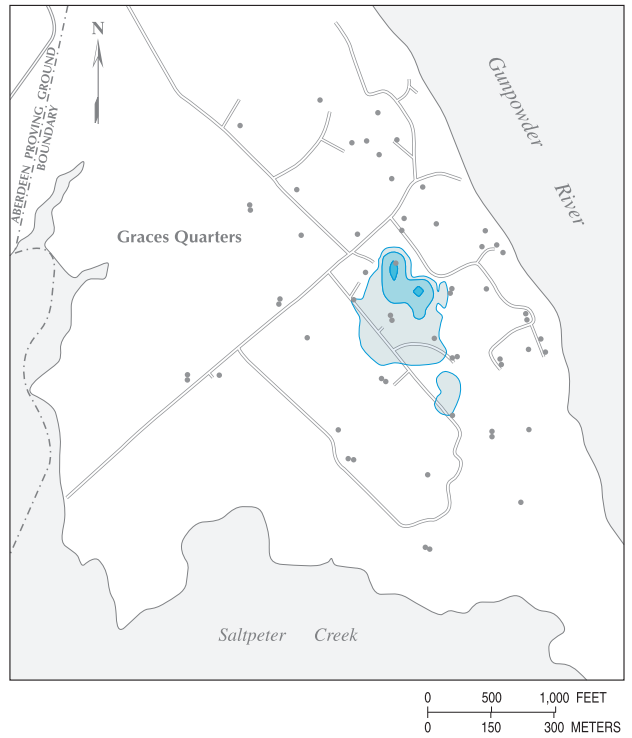 N
ABERDEEN PROVING GROUND
BOUNDARY
Gunpowder
River
Graces Quarters
Saltpeter Creek
0 500 1,000 FEET
0 150 300 METERS